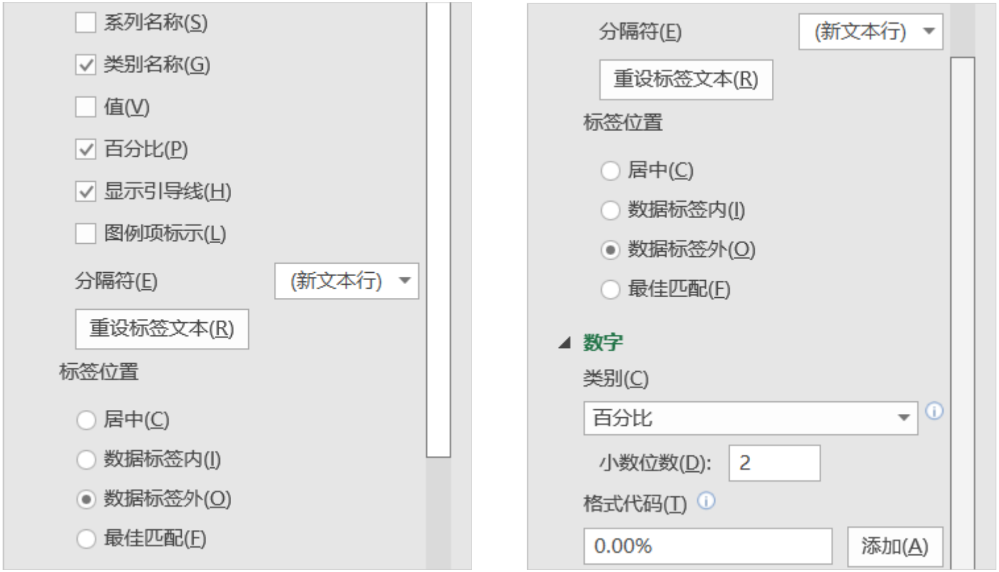 系列名称(S)
类别名称(G)
值(V)
百分比(P)
显示引导线(H)
图例项标示(L)
分隔符(E) (新文本行)
重设标签文本(R)
标签位置
居中(C)
数据标签内(I)
数据标签外(O)
最佳匹配(F)
分隔符(E) (新文本行)
重设标签文本(R)
标签位置
居中(C)
数据标签内(I)
数据标签外(O)
最佳匹配(F)
数字
类别(C)
百分比
小数位数(D): 2
格式代码(T)
0.00% 添加(A)